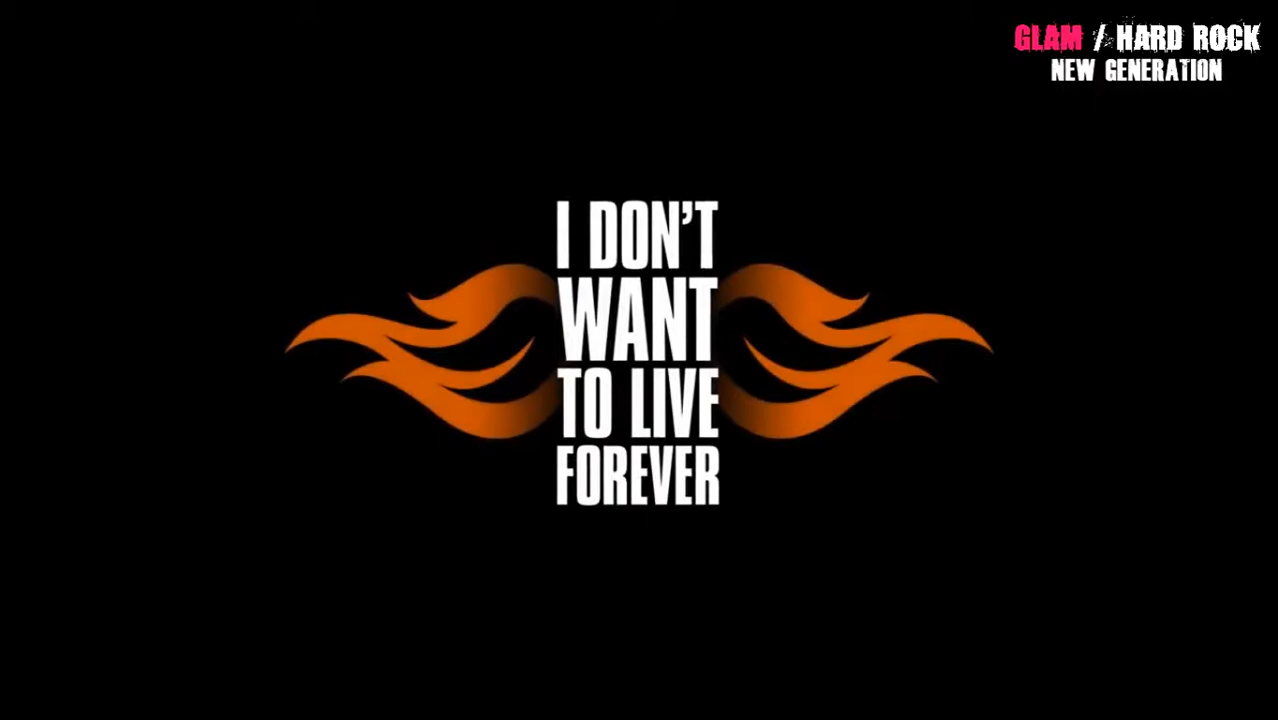 GLAM / HARD ROCK
NEW GENERATION
I DON'T
WANT
TO LIVE
FOREVER